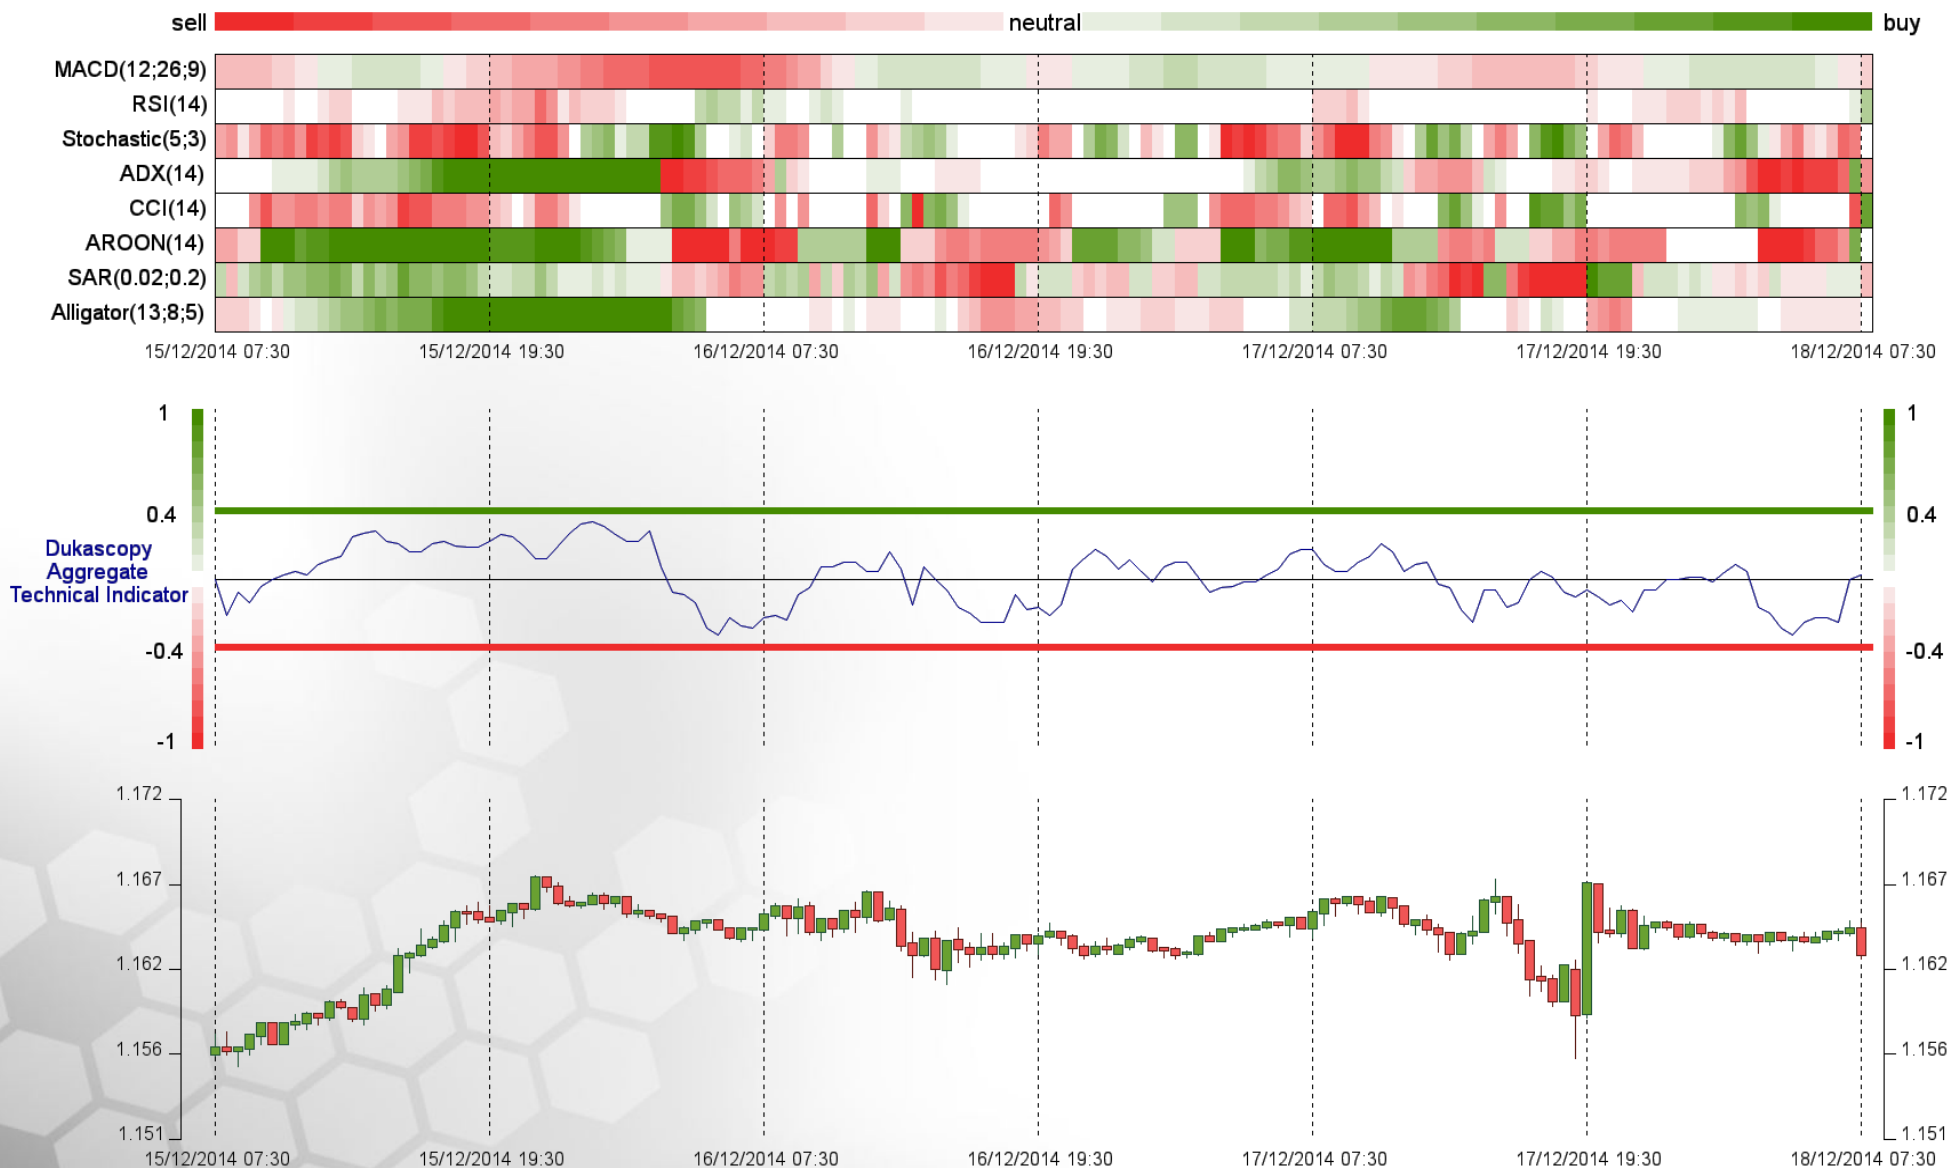 sell neutral buy
MACD(12;26;9)
RSI(14)
Stochastic(5;3)
ADX(14)
CCI(14)
AROON(14)
SAR(0.02;0.2)
Alligator(13;8;5)
15/12/2014 07:30 15/12/2014 19:30 16/12/2014 07:30 16/12/2014 19:30 17/12/2014 07:30 17/12/2014 19:30 18/12/2014 07:30
1 1
0.4 0.4
Dukascopy
Aggregate
Technical Indicator
-0.4 -0.4
-1 -1
1.172 1.172
1.167 1.167
1.162 1.162
1.156 1.156
1.151 1.151
15/12/2014 07:30 15/12/2014 19:30 16/12/2014 07:30 16/12/2014 19:30 17/12/2014 07:30 17/12/2014 19:30 18/12/2014 07:30